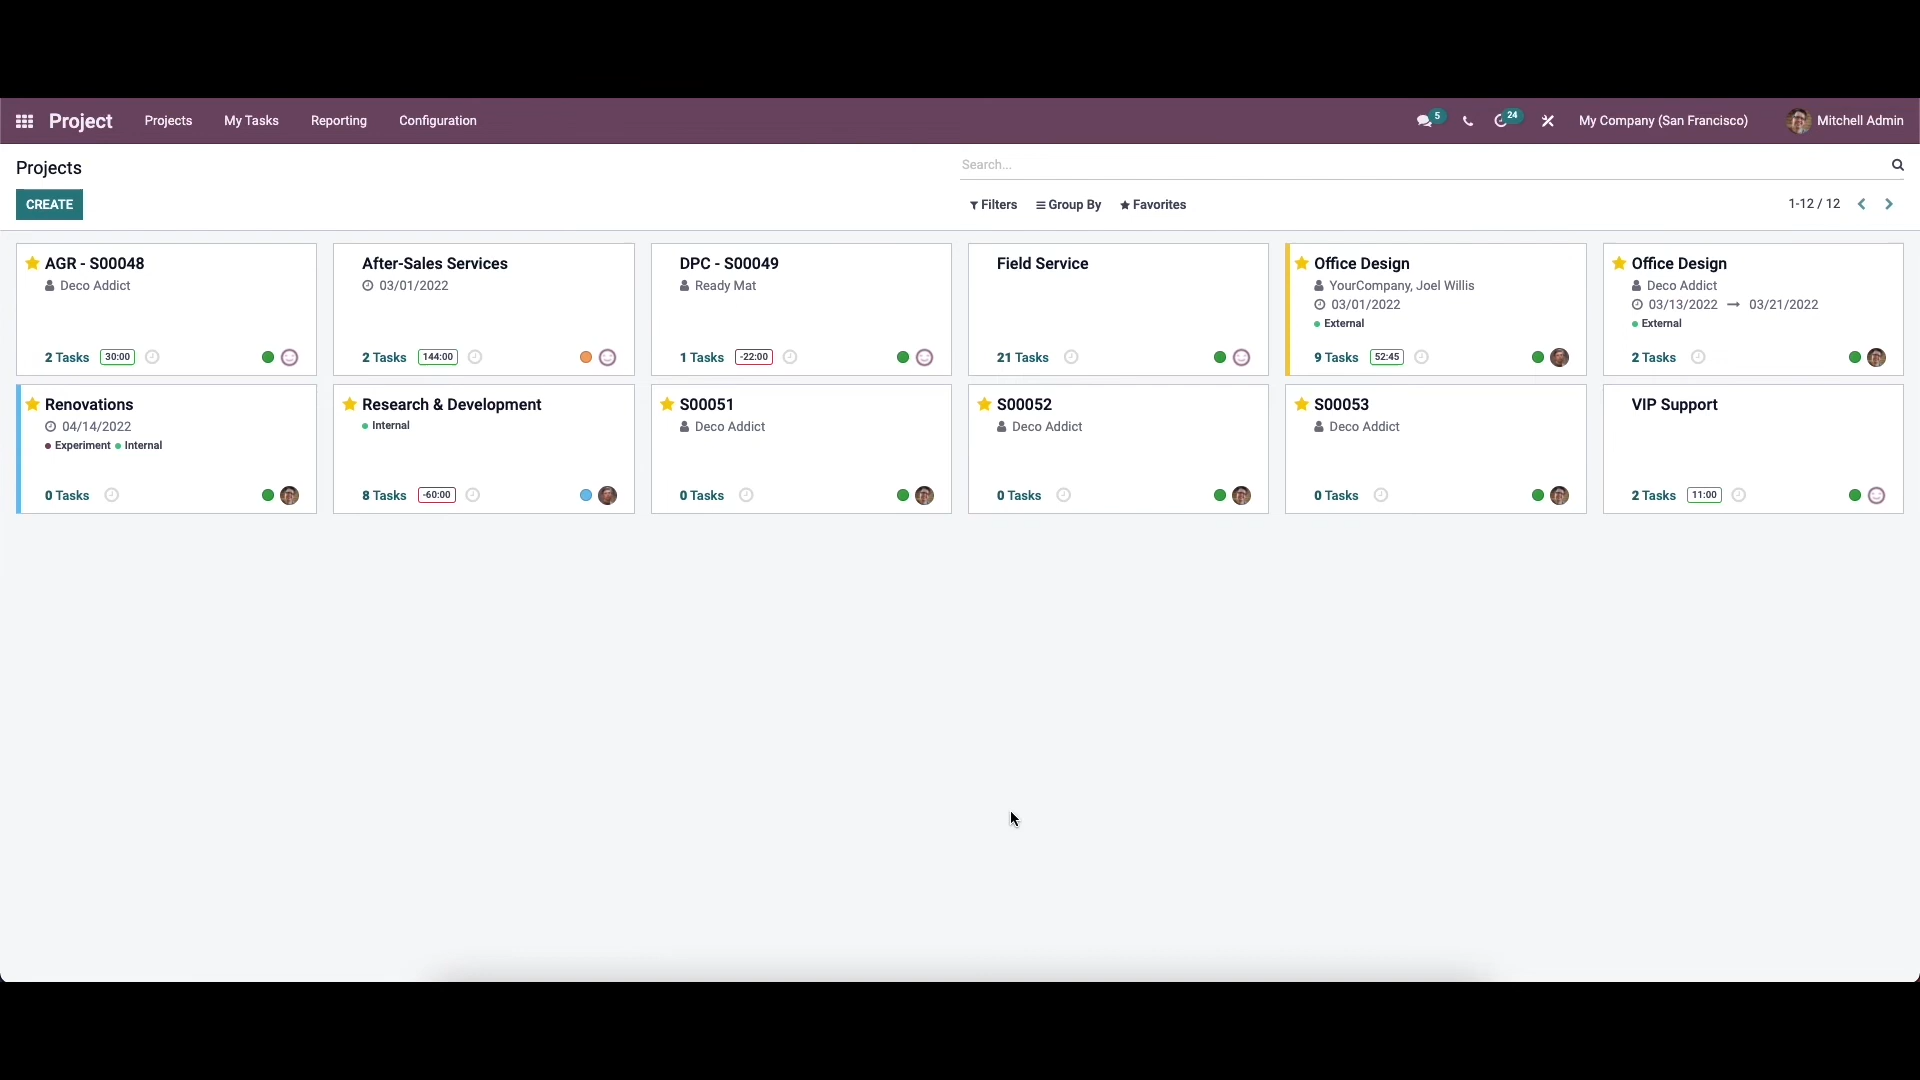 Project Projects My Tasks Reporting Configuration 5 24 My Company (San Francisco) Mitchell Admin
Projects
Search...
CREATE
Filters Group By Favorites
1-12 / 12
AGR - S00048
Deco Addict
2 Tasks 30:00
After-Sales Services
03/01/2022
2 Tasks 144:00
DPC - S00049
Ready Mat
1 Tasks -22:00
Field Service
21 Tasks
Office Design
YourCompany, Joel Willis
03/01/2022
External
9 Tasks 52:45
Office Design
Deco Addict
03/13/2022 → 03/21/2022
External
2 Tasks
Renovations
04/14/2022
Experiment Internal
0 Tasks
Research & Development
Internal
8 Tasks -60:00
S00051
Deco Addict
0 Tasks
S00052
Deco Addict
0 Tasks
S00053
Deco Addict
0 Tasks
VIP Support
2 Tasks 11:00